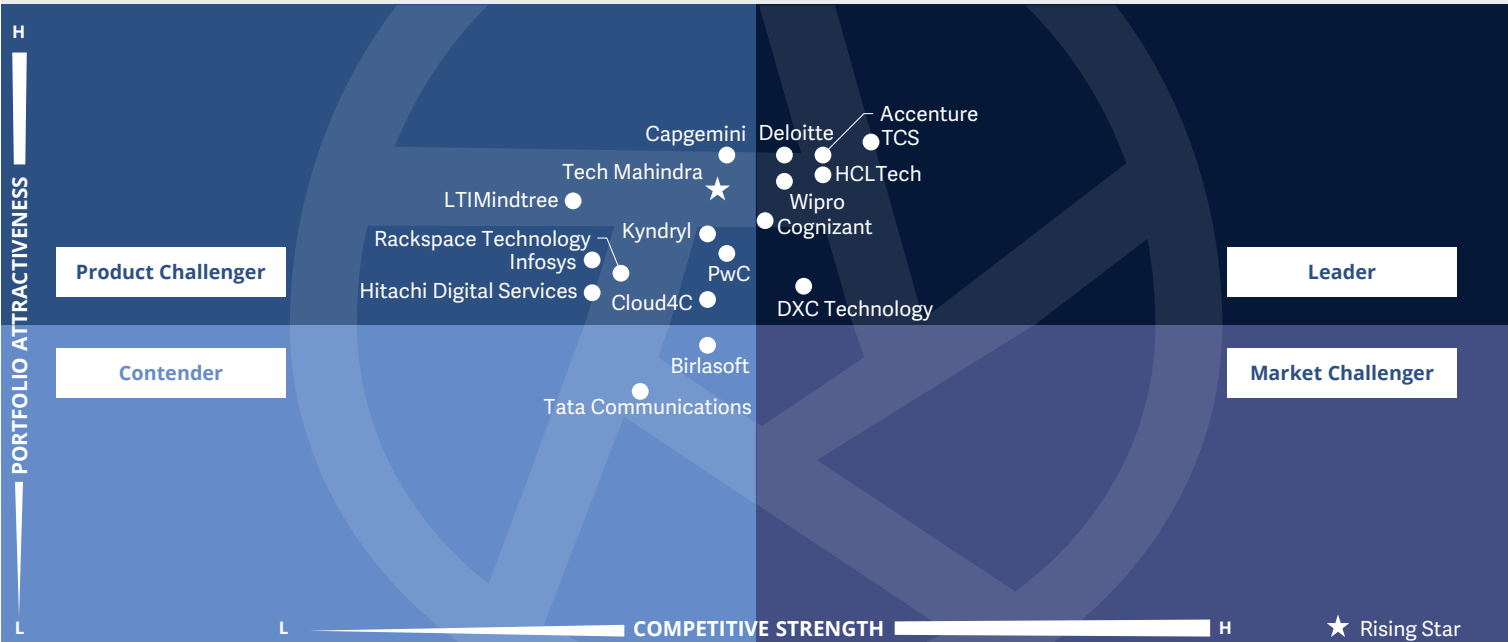 H
PORTFOLIO ATTRACTIVENESS
L
Product Challenger
Leader
Contender
Market Challenger
Accenture
Capgemini
Deloitte
TCS
Tech Mahindra
HCLTech
LTIMindtree
Wipro
Cognizant
Kyndryl
Rackspace Technology
Infosys
PwC
Hitachi Digital Services
Cloud4C
DXC Technology
Birlasoft
Tata Communications
L
COMPETITIVE STRENGTH
H
Rising Star